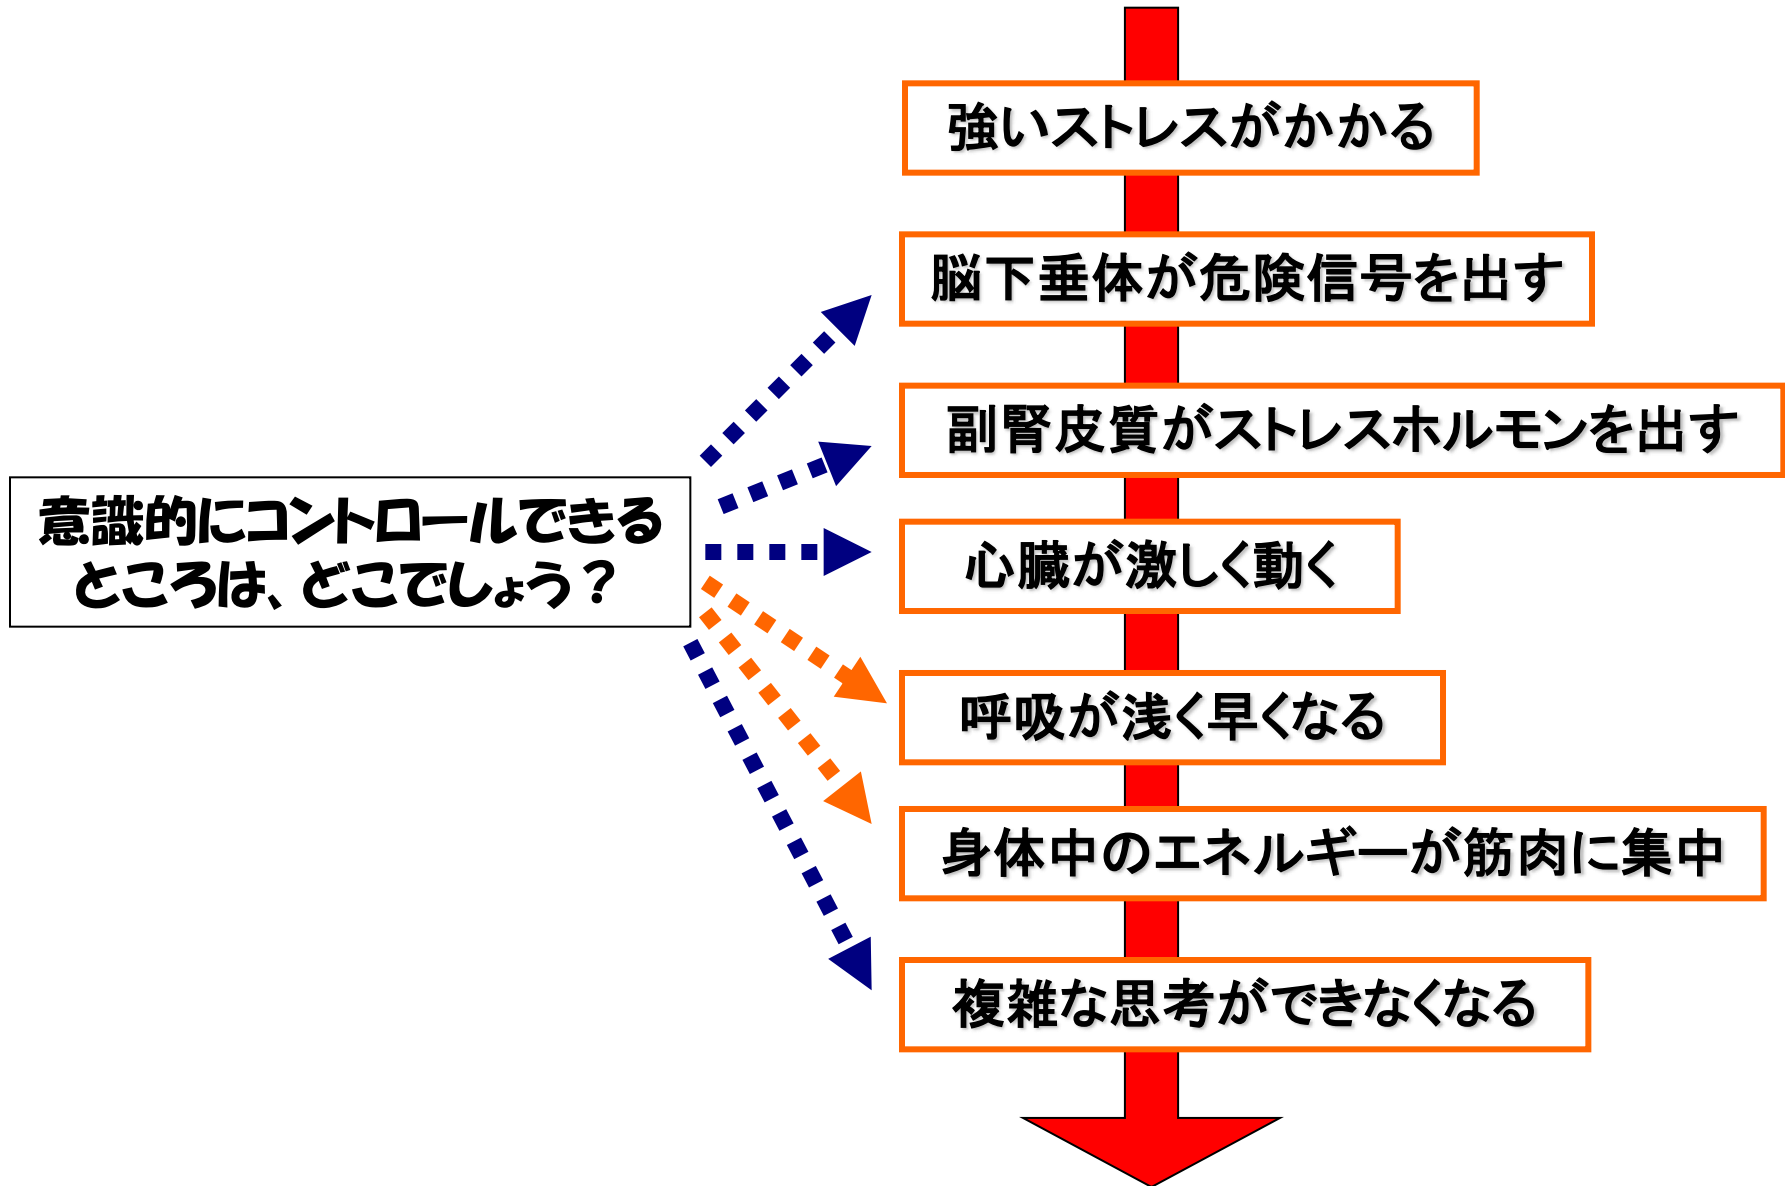 強いストレスがかかる
脳下垂体が危険信号を出す
副腎皮質がストレスホルモンを出す
意識的にコントロールできる
ところは、どこでしょう？
心臓が激しく動く
呼吸が浅く早くなる
身体中のエネルギーが筋肉に集中
複雑な思考ができなくなる